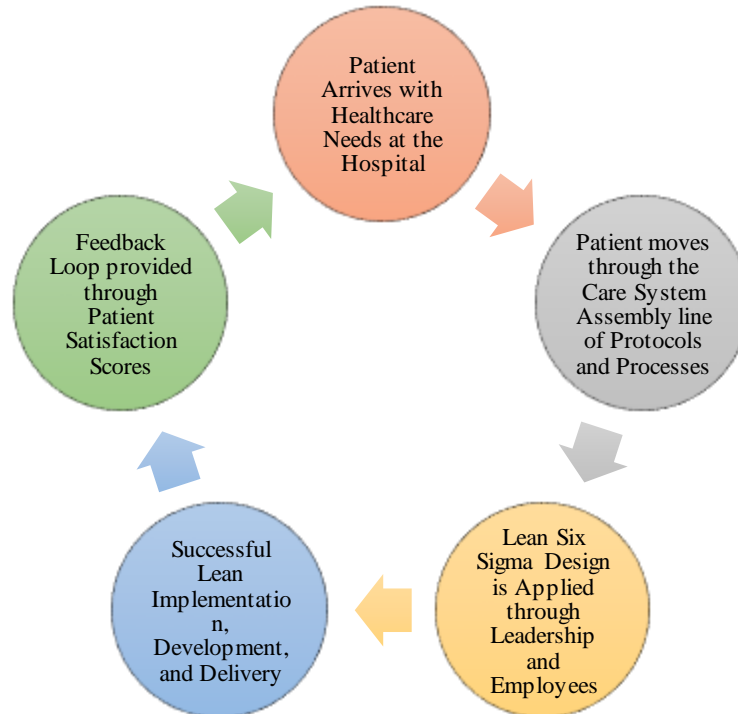 Patient
Arrives with
Healthcare
Needs at the
Hospital
Patient moves
through the
Care System
Assembly line
of Protocols
and Processes
Lean Six
Sigma Design
is Applied
through
Leadership
and
Employees
Successful
Lean
Implementatio
n,
Development,
and Delivery
Feedback
Loop provided
through
Patient
Satisfaction
Scores